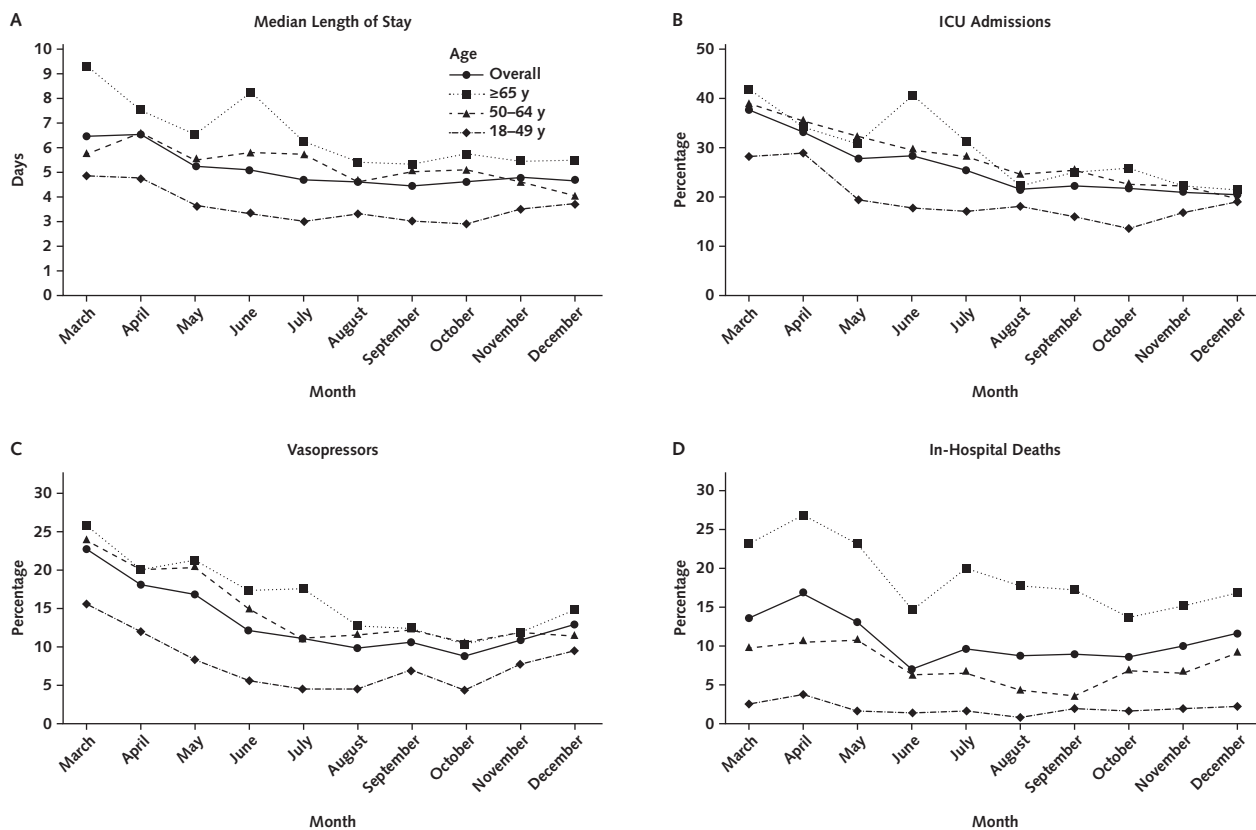 A
Median Length of Stay
Days
10
9
8
7
6
5
4
3
2
1
0
Age
Overall
≥65 y
50–64 y
18–49 y
March
April
May
June
July
August
September
October
November
December
Month
B
ICU Admissions
Percentage
50
40
30
20
10
0
March
April
May
June
July
August
September
October
November
December
Month
C
Vasopressors
Percentage
30
25
20
15
10
5
0
March
April
May
June
July
August
September
October
November
December
Month
D
In-Hospital Deaths
Percentage
30
25
20
15
10
5
0
March
April
May
June
July
August
September
October
November
December
Month